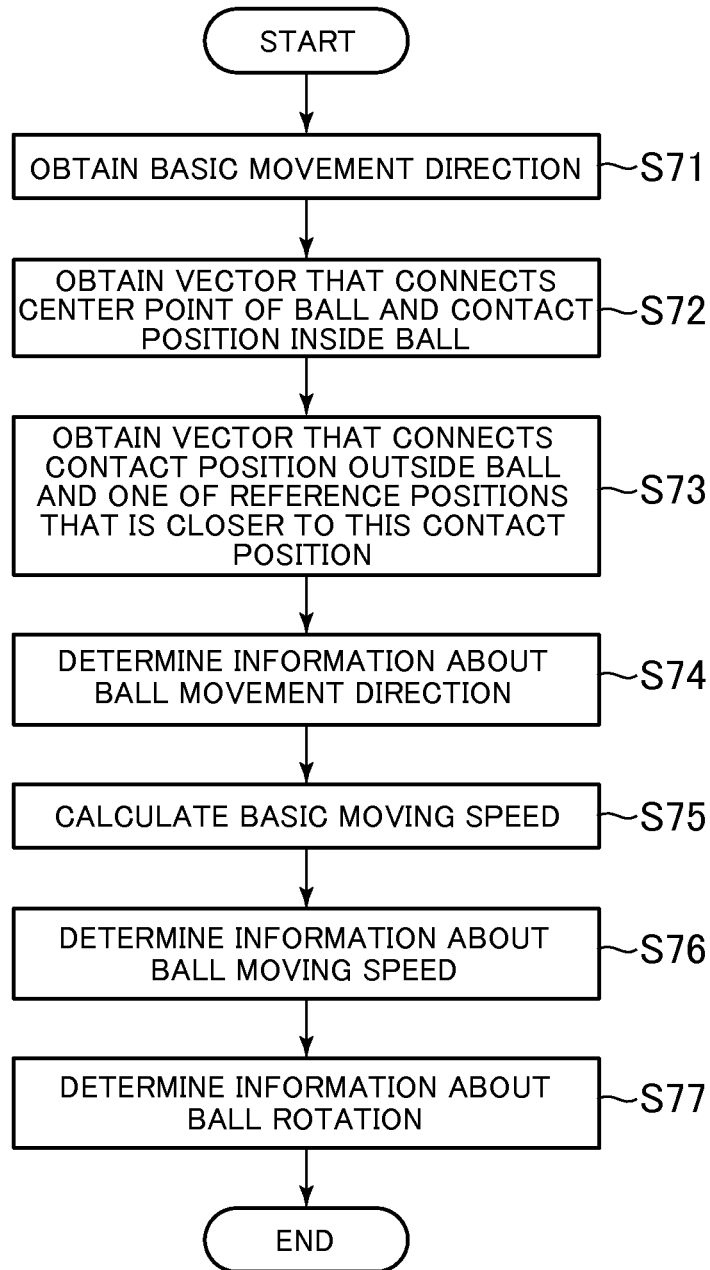 START
OBTAIN BASIC MOVEMENT DIRECTION
S71
OBTAIN VECTOR THAT CONNECTS
CENTER POINT OF BALL AND CONTACT
POSITION INSIDE BALL
S72
OBTAIN VECTOR THAT CONNECTS
CONTACT POSITION OUTSIDE BALL
AND ONE OF REFERENCE POSITIONS
THAT IS CLOSER TO THIS CONTACT
POSITION
S73
DETERMINE INFORMATION ABOUT
BALL MOVEMENT DIRECTION
S74
CALCULATE BASIC MOVING SPEED
S75
DETERMINE INFORMATION ABOUT
BALL MOVING SPEED
S76
DETERMINE INFORMATION ABOUT
BALL ROTATION
S77
END